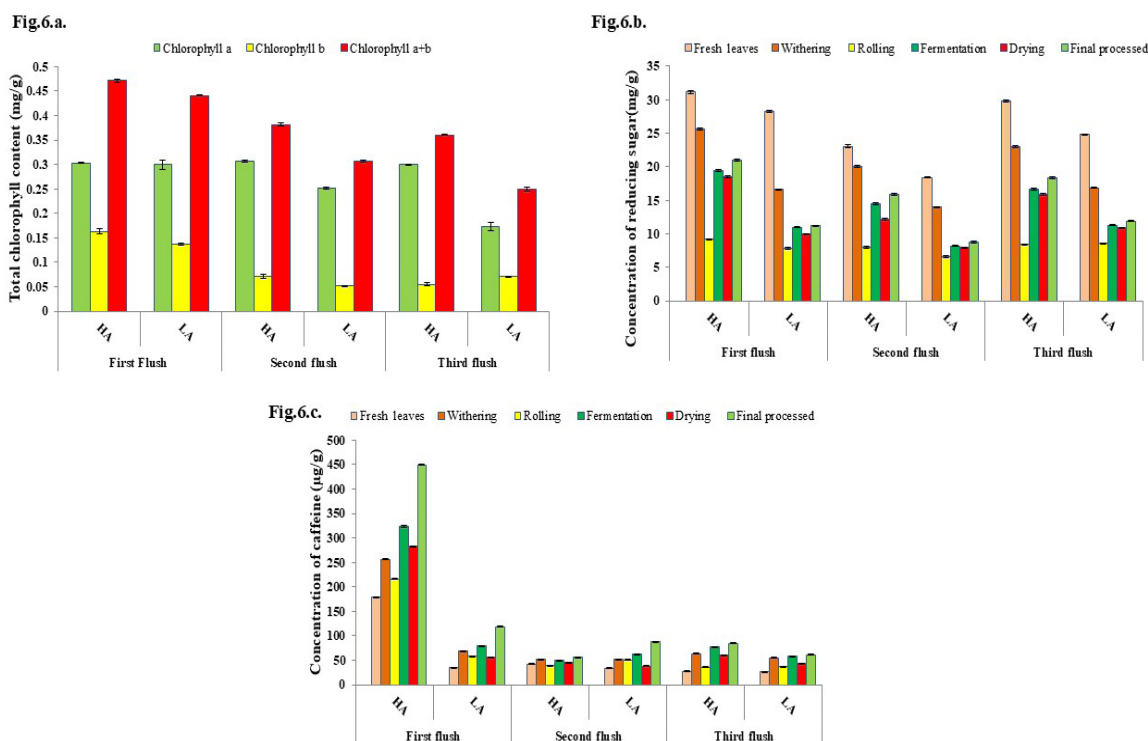 Fig.6.a.
Chlorophyll a Chlorophyll b Chlorophyll a+b
Total chlorophyll content (mg/g)
0.5
0.45
0.4
0.35
0.3
0.25
0.2
0.15
0.1
0.05
0
HA LA HA LA HA LA
First Flush Second flush Third flush
Fig.6.b.
Fresh leaves Withering Rolling Fermentation Drying Final processed
Concentration of reducing sugar(mg/g)
35
30
25
20
15
10
5
0
HA LA HA LA HA LA
First flush Second flush Third flush
Fig.6.c.
Fresh leaves Withering Rolling Fermentation Drying Final processed
Concentration of caffeine (µg/g)
500
450
400
350
300
250
200
150
100
50
0
HA LA HA LA HA LA
First flush Second flush Third flush